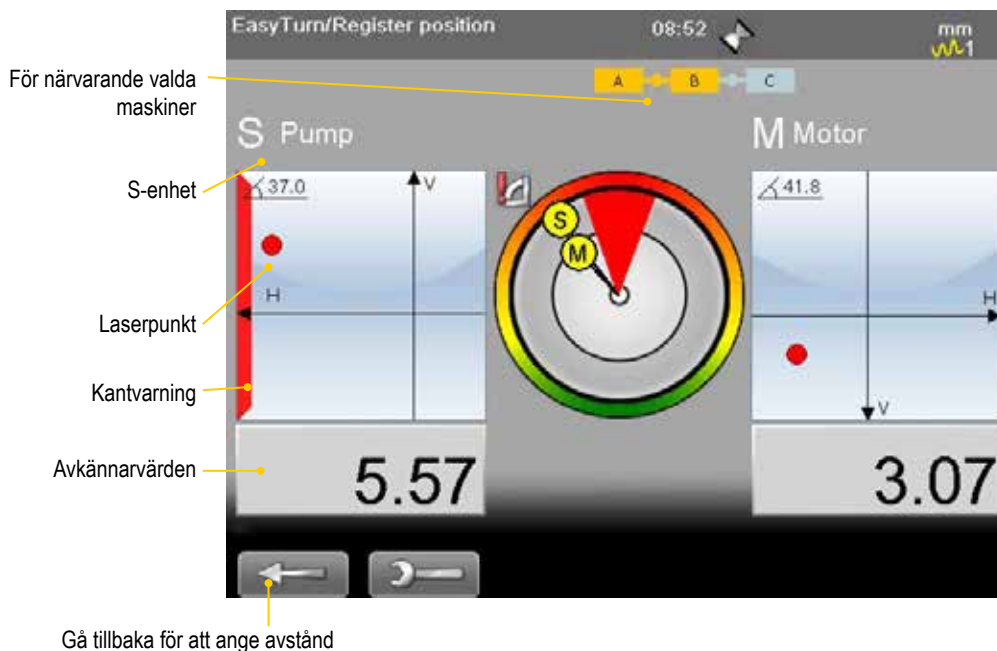 EasyTurn/Register position 08:52 mm
1
För närvarande valda
maskiner
A B C
S Pump M Motor
S-enhet
37.0 V 41.8
S
M
H H
Laserpunkt
Kantvarning
V
Avkännarvärden
5.57 3.07
Gå tillbaka för att ange avstånd